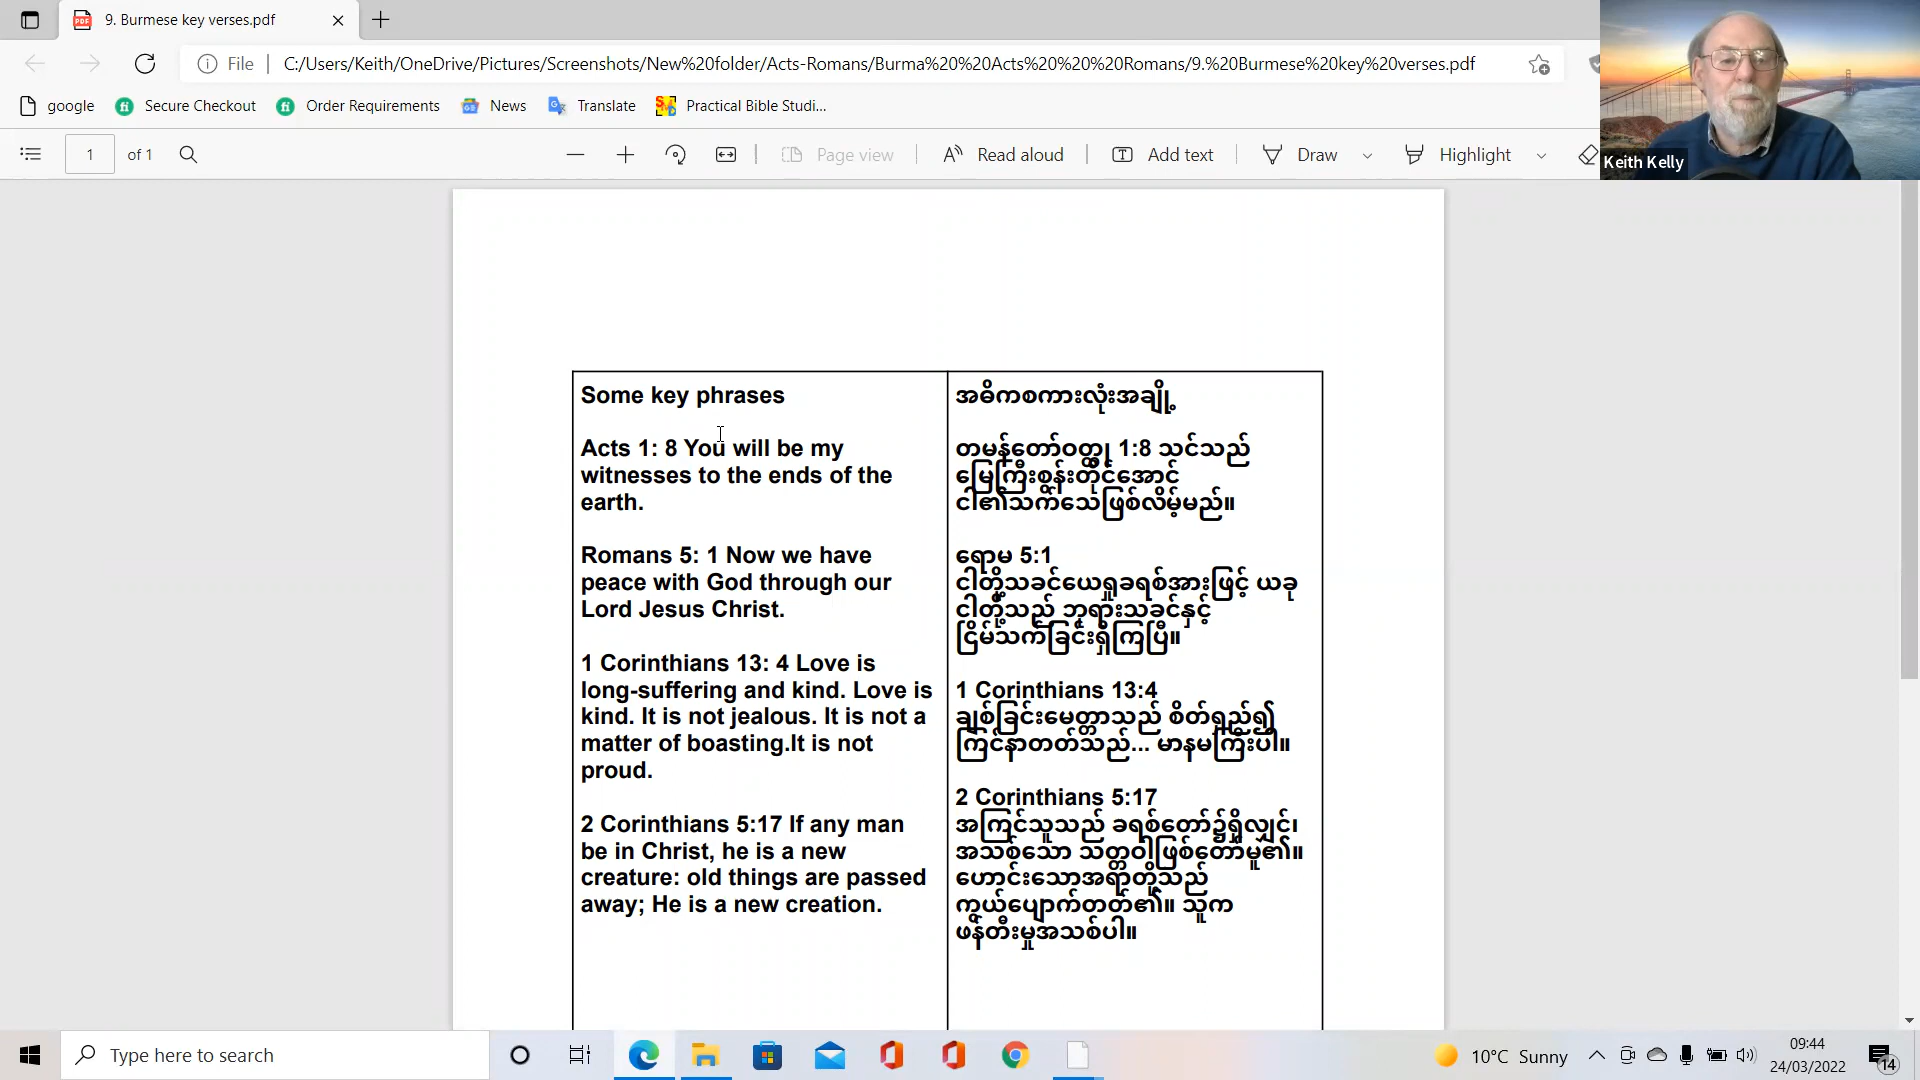 9. Burmese key verses.pdf
File
C:/Users/Keith/OneDrive/Pictures/Screenshots/New%20folder/Acts-Romans/Burma%20%20Acts%20%20%20Romans/9.%20Burmese%20key%20verses.pdf
google Secure Checkout Order Requirements News Translate Practical Bible Studi...
1 of 1 Page view Read aloud Add text Draw Highlight
Keith Kelly
Some key phrases
Acts 1: 8 You will be my
witnesses to the ends of the
earth.
Romans 5: 1 Now we have
peace with God through our
Lord Jesus Christ.
1 Corinthians 13: 4 Love is
long-suffering and kind. Love is
kind. It is not jealous. It is not a
matter of boasting.It is not
proud.
2 Corinthians 5:17 If any man
be in Christ, he is a new
creature: old things are passed
away; He is a new creation.
အဓိကစကားလုံးအချို့
တမန်တော်ဝတ္ထု 1:8 သင်သည်
မြေကြီးစွန်းတိုင်အောင်
ငါ၏သက်သေဖြစ်လိမ့်မည်။
ရောမ 5:1
ငါတို့သခင်ယေရှုခရစ်အားဖြင့် ယခု
ငါတို့သည် ဘုရားသခင်နှင့်
ငြိမ်သက်ခြင်းရှိကြပြီ။
1 Corinthians 13:4
ချစ်ခြင်းမေတ္တာသည် စိတ်ရှည်၍
ကြင်နာတတ်သည်... မာနမကြီးပါ။
2 Corinthians 5:17
အကြင်သူသည် ခရစ်တော်၌ရှိလျှင်၊
အသစ်သော သတ္တဝါဖြစ်တော်မူ၏။
ဟောင်းသောအရာတို့သည်
ကွယ်ပျောက်တတ်၏။ သူက
ဖန်တီးမှုအသစ်ပါ။
Type here to search
10°C Sunny
09:44
24/03/2022
14